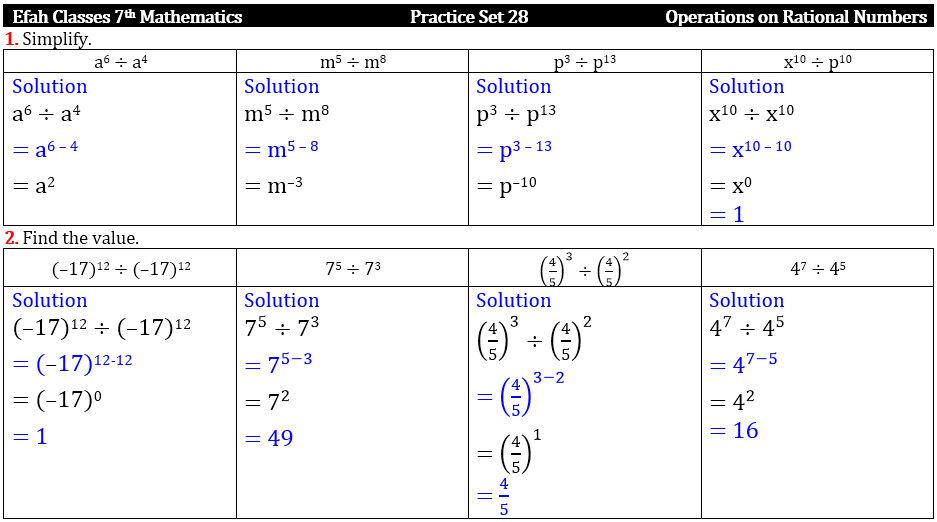 Efah Classes 7ᵗʰ Mathematics Practice Set 28 Operations on Rational Numbers
1. Simplify.
a⁶ ÷ a⁴ m⁵ ÷ m⁸ p³ ÷ p¹³ x¹⁰ ÷ p¹⁰
Solution
a⁶ ÷ a⁴
= a⁶ ⁻ ⁴
= a²
Solution
m⁵ ÷ m⁸
= m⁵ ⁻ ⁸
= m⁻³
Solution
p³ ÷ p¹³
= p³ ⁻ ¹³
= p⁻¹⁰
Solution
x¹⁰ ÷ x¹⁰
= x¹⁰ ⁻ ¹⁰
= x⁰
= 1
2. Find the value.
(–17)¹² ÷ (–17)¹² 7⁵ ÷ 7³ (4/5)³ ÷ (4/5)² 4⁷ ÷ 4⁵
Solution
(–17)¹² ÷ (–17)¹²
= (–17)¹²⁻¹²
= (–17)⁰
= 1
Solution
7⁵ ÷ 7³
= 7⁵⁻³
= 7²
= 49
Solution
(4/5)³ ÷ (4/5)²
= (4/5)³⁻²
= (4/5)¹
= 4/5
Solution
4⁷ ÷ 4⁵
= 4⁷⁻⁵
= 4²
= 16